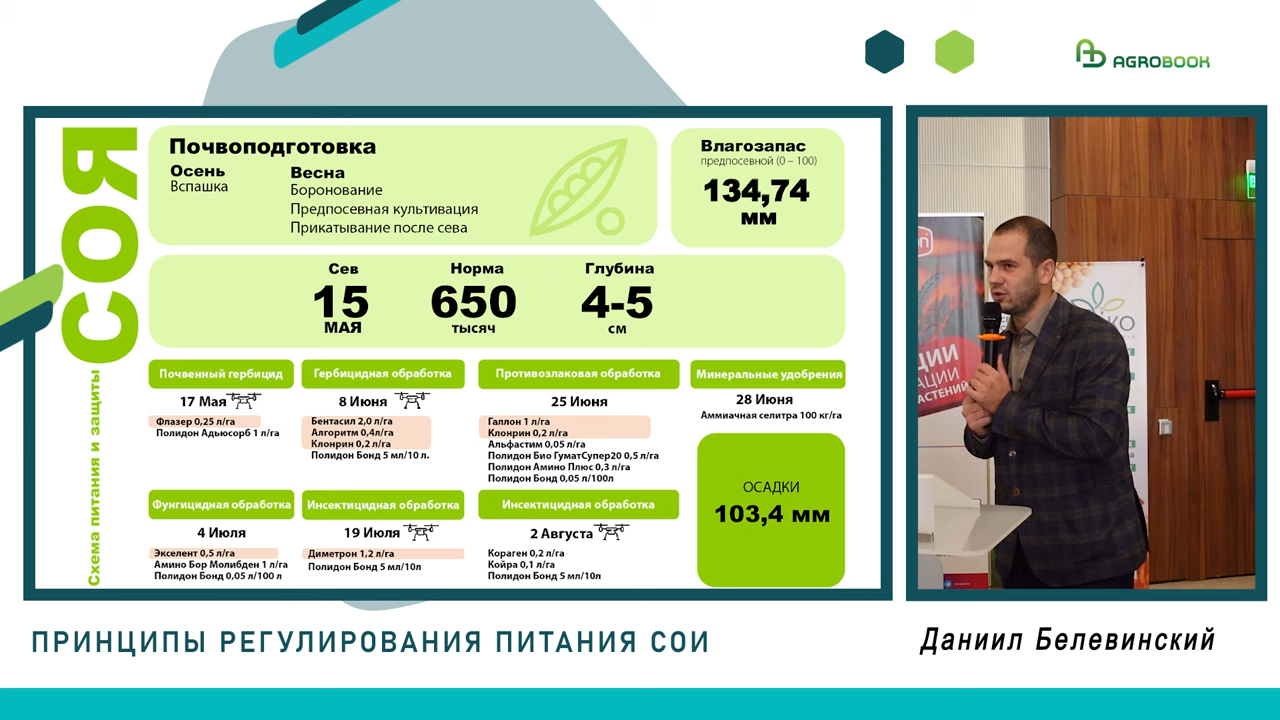 AGROBOOK
СОЯ
Схема питания и защиты
Почвоподготовка
Осень
Вспашка
Весна
Боронование
Предпосевная культивация
Прикатывание после сева
Влагозапас
предпосевной (0 – 100)
134,74
мм
Сев
15
МАЯ
Норма
650
тысяч
Глубина
4-5
см
Почвенный гербицид
17 Мая
Флазер 0,25 л/га
Полидон Адьюсорб 1 л/га
Гербицидная обработка
8 Июня
Бентасил 2,0 л/га
Алгоритм 0,4л/га
Клонрин 0,2 л/га
Полидон Бонд 5 мл/10 л.
Противозлаковая обработка
25 Июня
Галлон 1 л/га
Клонрин 0,2 л/га
Альфастим 0,05 л/га
Полидон Био ГуматСупер20 0,5 л/га
Полидон Амино Плюс 0,3 л/га
Полидон Бонд 0,05 л/100л
Минеральные удобрения
28 Июня
Аммиачная селитра 100 кг/га
Фунгицидная обработка
4 Июля
Экселент 0,5 л/га
Амино Бор Молибден 1 л/га
Полидон Бонд 0,05 л/100 л
Инсектицидная обработка
19 Июля
Диметрон 1,2 л/га
Полидон Бонд 5 мл/10л
Инсектицидная обработка
2 Августа
Кораген 0,2 л/га
Койра 0,1 л/га
Полидон Бонд 5 мл/10л
ОСАДКИ
103,4 мм
ПРИНЦИПЫ РЕГУЛИРОВАНИЯ ПИТАНИЯ СОИ
Даниил Белевинский